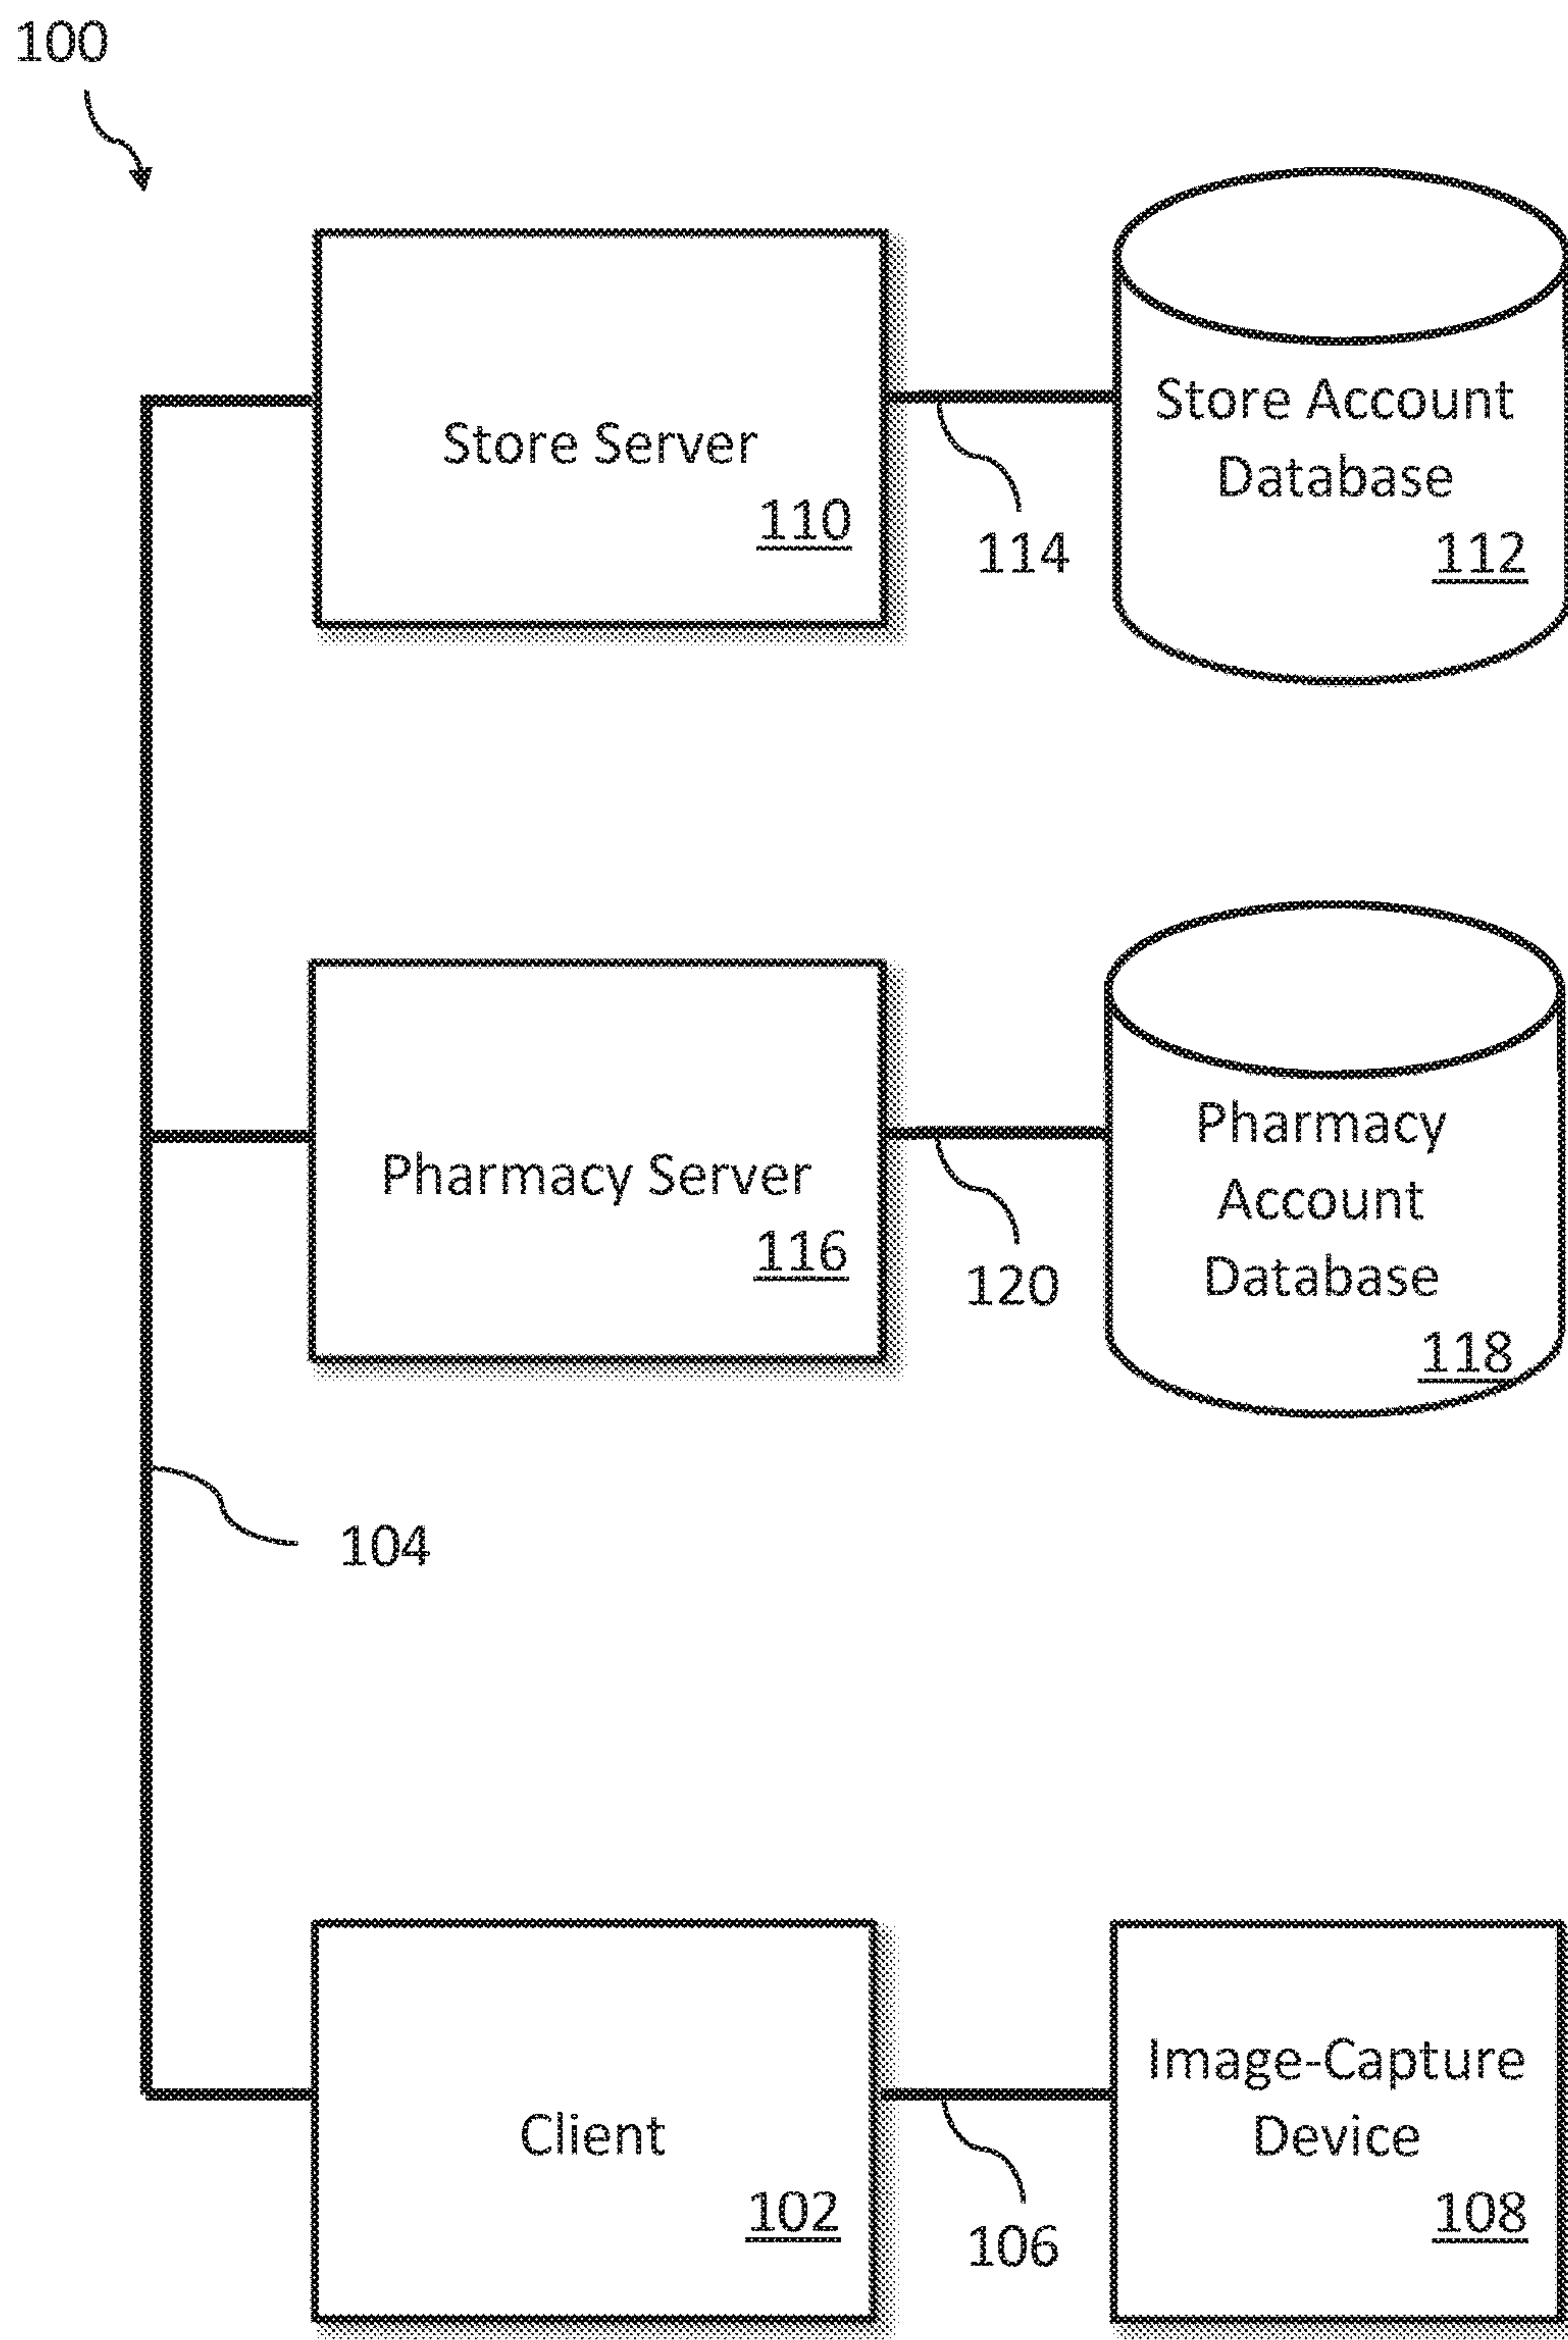 100
Store Server
110
114
Store Account
Database
112
Pharmacy Server
116
120
Pharmacy
Account
Database
118
104
Client
102
106
Image-Capture
Device
108